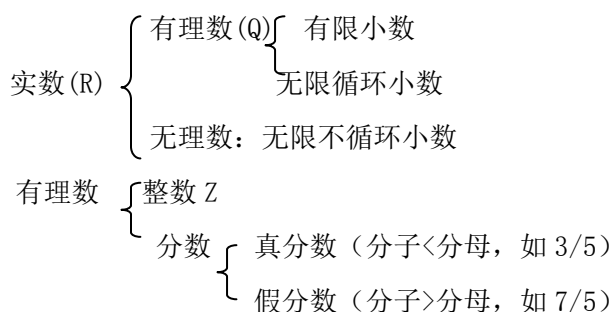 有理数(Q) 有限小数
实数(R) 无限循环小数
无理数：无限不循环小数
有理数 整数 Z
分数 真分数（分子<分母，如 3/5）
假分数（分子>分母，如 7/5）